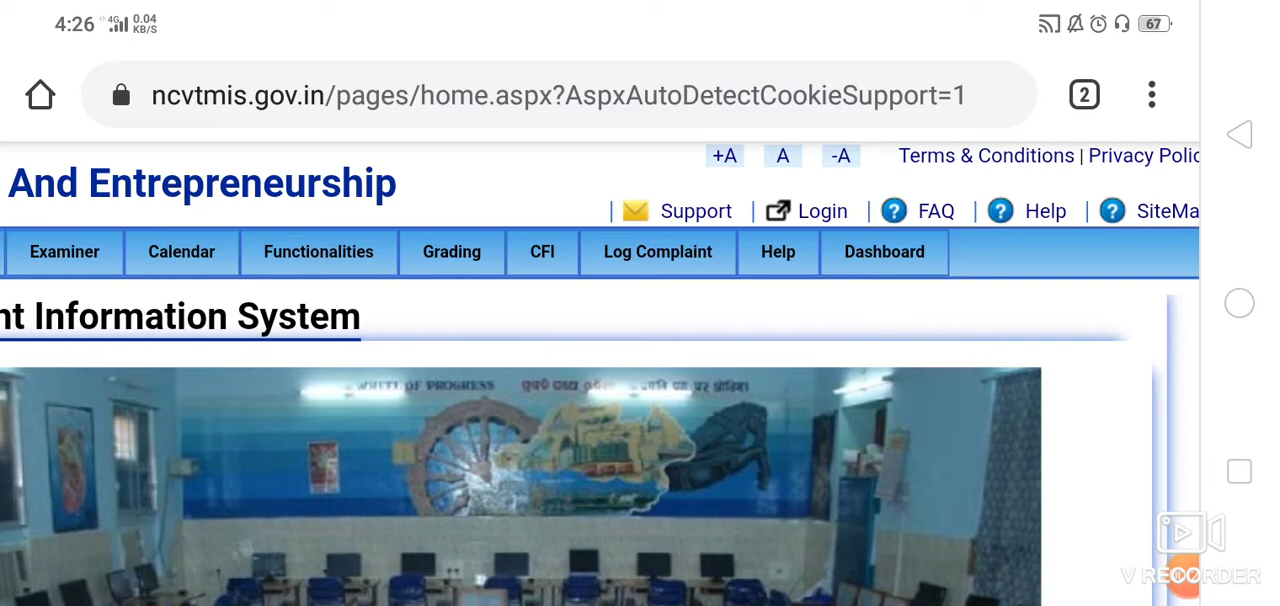 4:26 4G 0.04 KB/S 67
ncvtmis.gov.in/pages/home.aspx?AspxAutoDetectCookieSupport=1 2
+A A -A Terms & Conditions | Privacy Polic
And Entrepreneurship
| Support | Login | FAQ | Help | SiteMa
Examiner Calendar Functionalities Grading CFI Log Complaint Help Dashboard
nt Information System
OF PROGRESS
V RECORDER